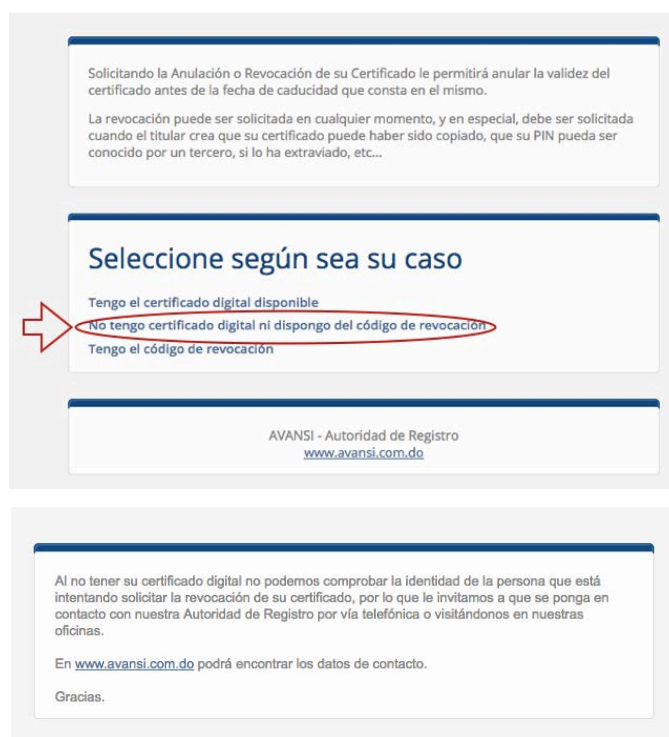 Solicitando la Anulación o Revocación de su Certificado le permitirá anular la validez del
certificado antes de la fecha de caducidad que consta en el mismo.
La revocación puede ser solicitada en cualquier momento, y en especial, debe ser solicitada
cuando el titular crea que su certificado puede haber sido copiado, que su PIN pueda ser
conocido por un tercero, si lo ha extraviado, etc...
Seleccione según sea su caso
Tengo el certificado digital disponible
No tengo certificado digital ni dispongo del código de revocación
Tengo el código de revocación
AVANSI - Autoridad de Registro
www.avansi.com.do
Al no tener su certificado digital no podemos comprobar la identidad de la persona que está
intentando solicitar la revocación de su certificado, por lo que le invitamos a que se ponga en
contacto con nuestra Autoridad de Registro por vía telefónica o visitándonos en nuestras
oficinas.
En www.avansi.com.do podrá encontrar los datos de contacto.
Gracias.